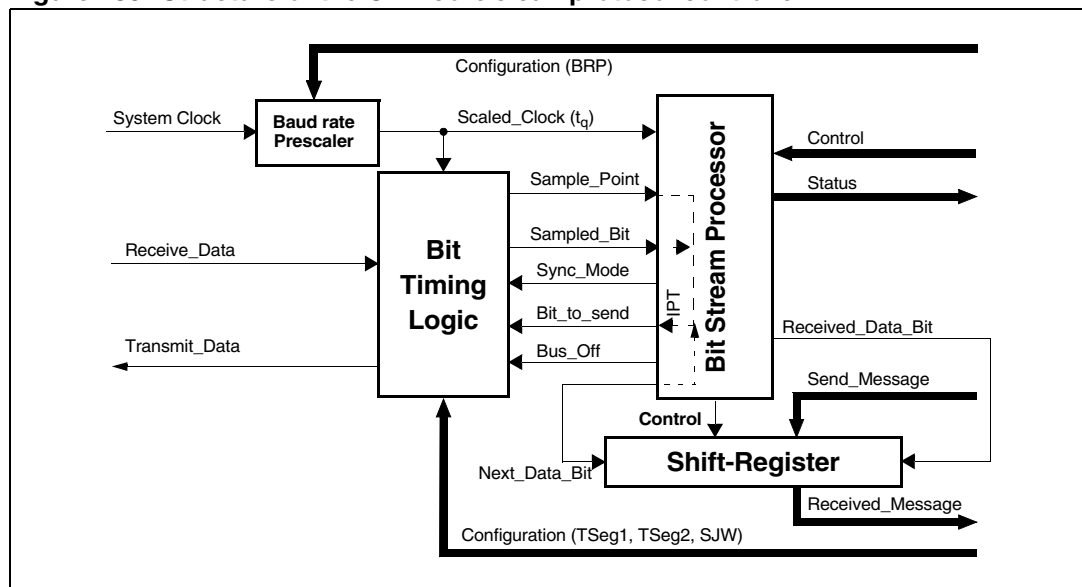 Configuration (BRP)
System Clock
Baud rate
Prescaler
Scaled_Clock (tq)
Control
Status
Sample_Point
Sampled_Bit
Sync_Mode
Bit_to_send
Bus_Off
Receive_Data
Transmit_Data
Bit
Timing
Logic
IPT
Bit Stream Processor
Received_Data_Bit
Send_Message
Control
Shift-Register
Next_Data_Bit
Received_Message
Configuration (TSeg1, TSeg2, SJW)